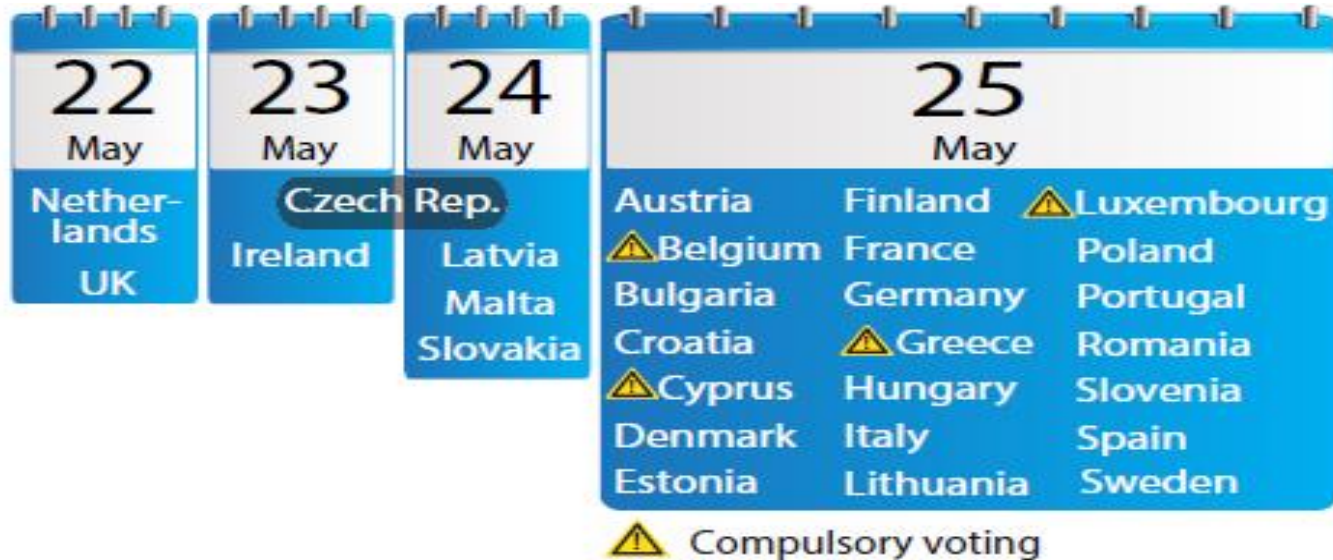 22
May
Nether-
lands
UK
23
May
24
May
Czech Rep.
Ireland
Latvia
Malta
Slovakia
25
May
Austria
Belgium
Bulgaria
Croatia
Cyprus
Denmark
Estonia
Finland
France
Germany
Greece
Hungary
Italy
Lithuania
Luxembourg
Poland
Portugal
Romania
Slovenia
Spain
Sweden
Compulsory voting